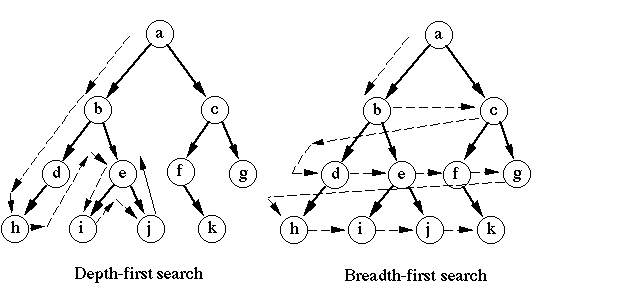 a a
b c b c
d e f g d e f g
h i j k h i j k
Depth-first search Breadth-first search